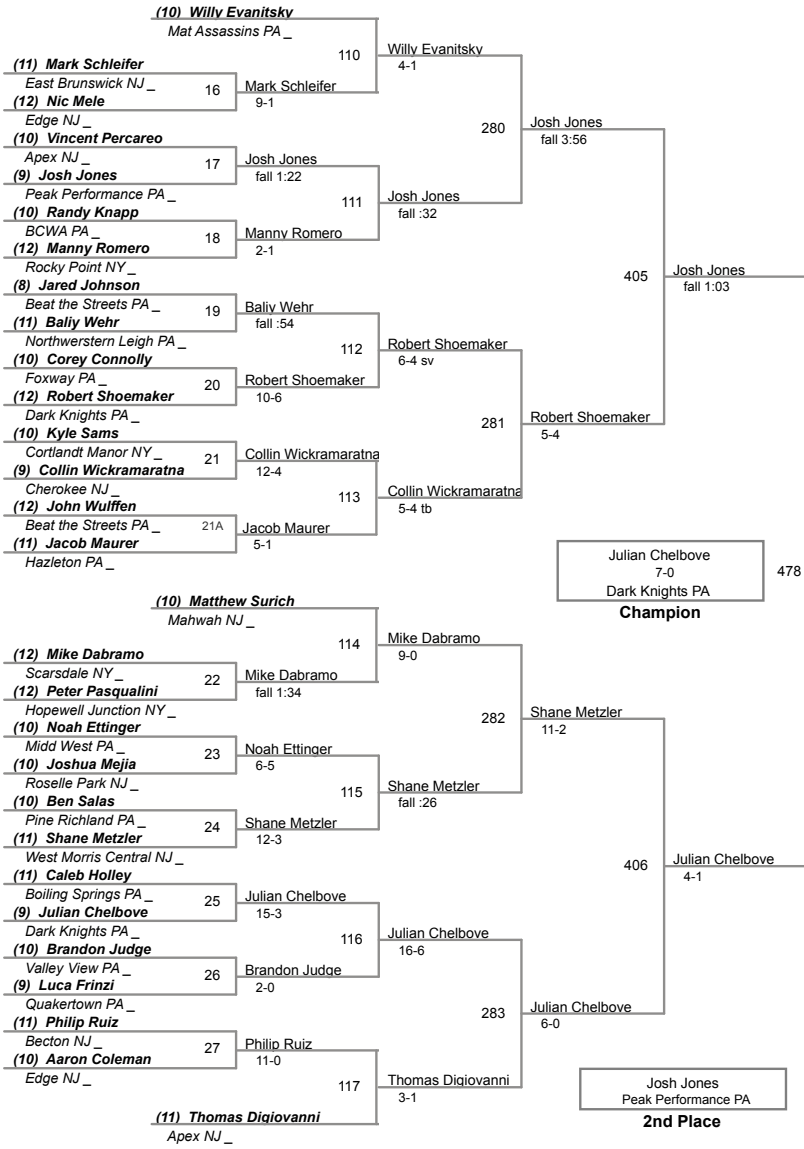 (10) Willy Evanitsky
Mat Assassins PA _
110
Willy Evanitsky
4-1
(11) Mark Schleifer
East Brunswick NJ _
16
Mark Schleifer
9-1
(12) Nic Mele
Edge NJ _
280
Josh Jones
fall 3:56
(10) Vincent Percareo
Apex NJ _
17
Josh Jones
fall 1:22
(9) Josh Jones
Peak Performance PA _
111
Josh Jones
fall :32
(10) Randy Knapp
BCWA PA _
18
Manny Romero
2-1
(12) Manny Romero
Rocky Point NY _
405
Josh Jones
fall 1:03
(8) Jared Johnson
Beat the Streets PA _
19
Baliy Wehr
fall :54
(11) Baliy Wehr
Northwerstern Leigh PA _
112
Robert Shoemaker
6-4 sv
(10) Corey Connolly
Foxway PA _
20
Robert Shoemaker
10-6
(12) Robert Shoemaker
Dark Knights PA _
281
Robert Shoemaker
5-4
(10) Kyle Sams
Cortlandt Manor NY _
21
Collin Wickramaratna
12-4
(9) Collin Wickramaratna
Cherokee NJ _
113
Collin Wickramaratna
5-4 tb
(12) John Wulffen
Beat the Streets PA _
21A
Jacob Maurer
5-1
(11) Jacob Maurer
Hazleton PA _
Julian Chelbove
7-0
Dark Knights PA
478
Champion
(10) Matthew Surich
Mahwah NJ _
114
Mike Dabramo
9-0
(12) Mike Dabramo
Scarsdale NY _
22
Mike Dabramo
fall 1:34
(12) Peter Pasqualini
Hopewell Junction NY _
282
Shane Metzler
11-2
(10) Noah Ettinger
Midd West PA _
23
Noah Ettinger
6-5
(10) Joshua Mejia
Roselle Park NJ _
115
Shane Metzler
fall :26
(10) Ben Salas
Pine Richland PA _
24
Shane Metzler
12-3
(11) Shane Metzler
West Morris Central NJ _
406
Julian Chelbove
4-1
(11) Caleb Holley
Boiling Springs PA _
25
Julian Chelbove
15-3
(9) Julian Chelbove
Dark Knights PA _
116
Julian Chelbove
16-6
(10) Brandon Judge
Valley View PA _
26
Brandon Judge
2-0
(9) Luca Frinzi
Quakertown PA _
283
Julian Chelbove
6-0
(11) Philip Ruiz
Becton NJ _
27
Philip Ruiz
11-0
(10) Aaron Coleman
Edge NJ _
117
Thomas Digiovanni
3-1
(11) Thomas Digiovanni
Apex NJ _
Josh Jones
Peak Performance PA
2nd Place